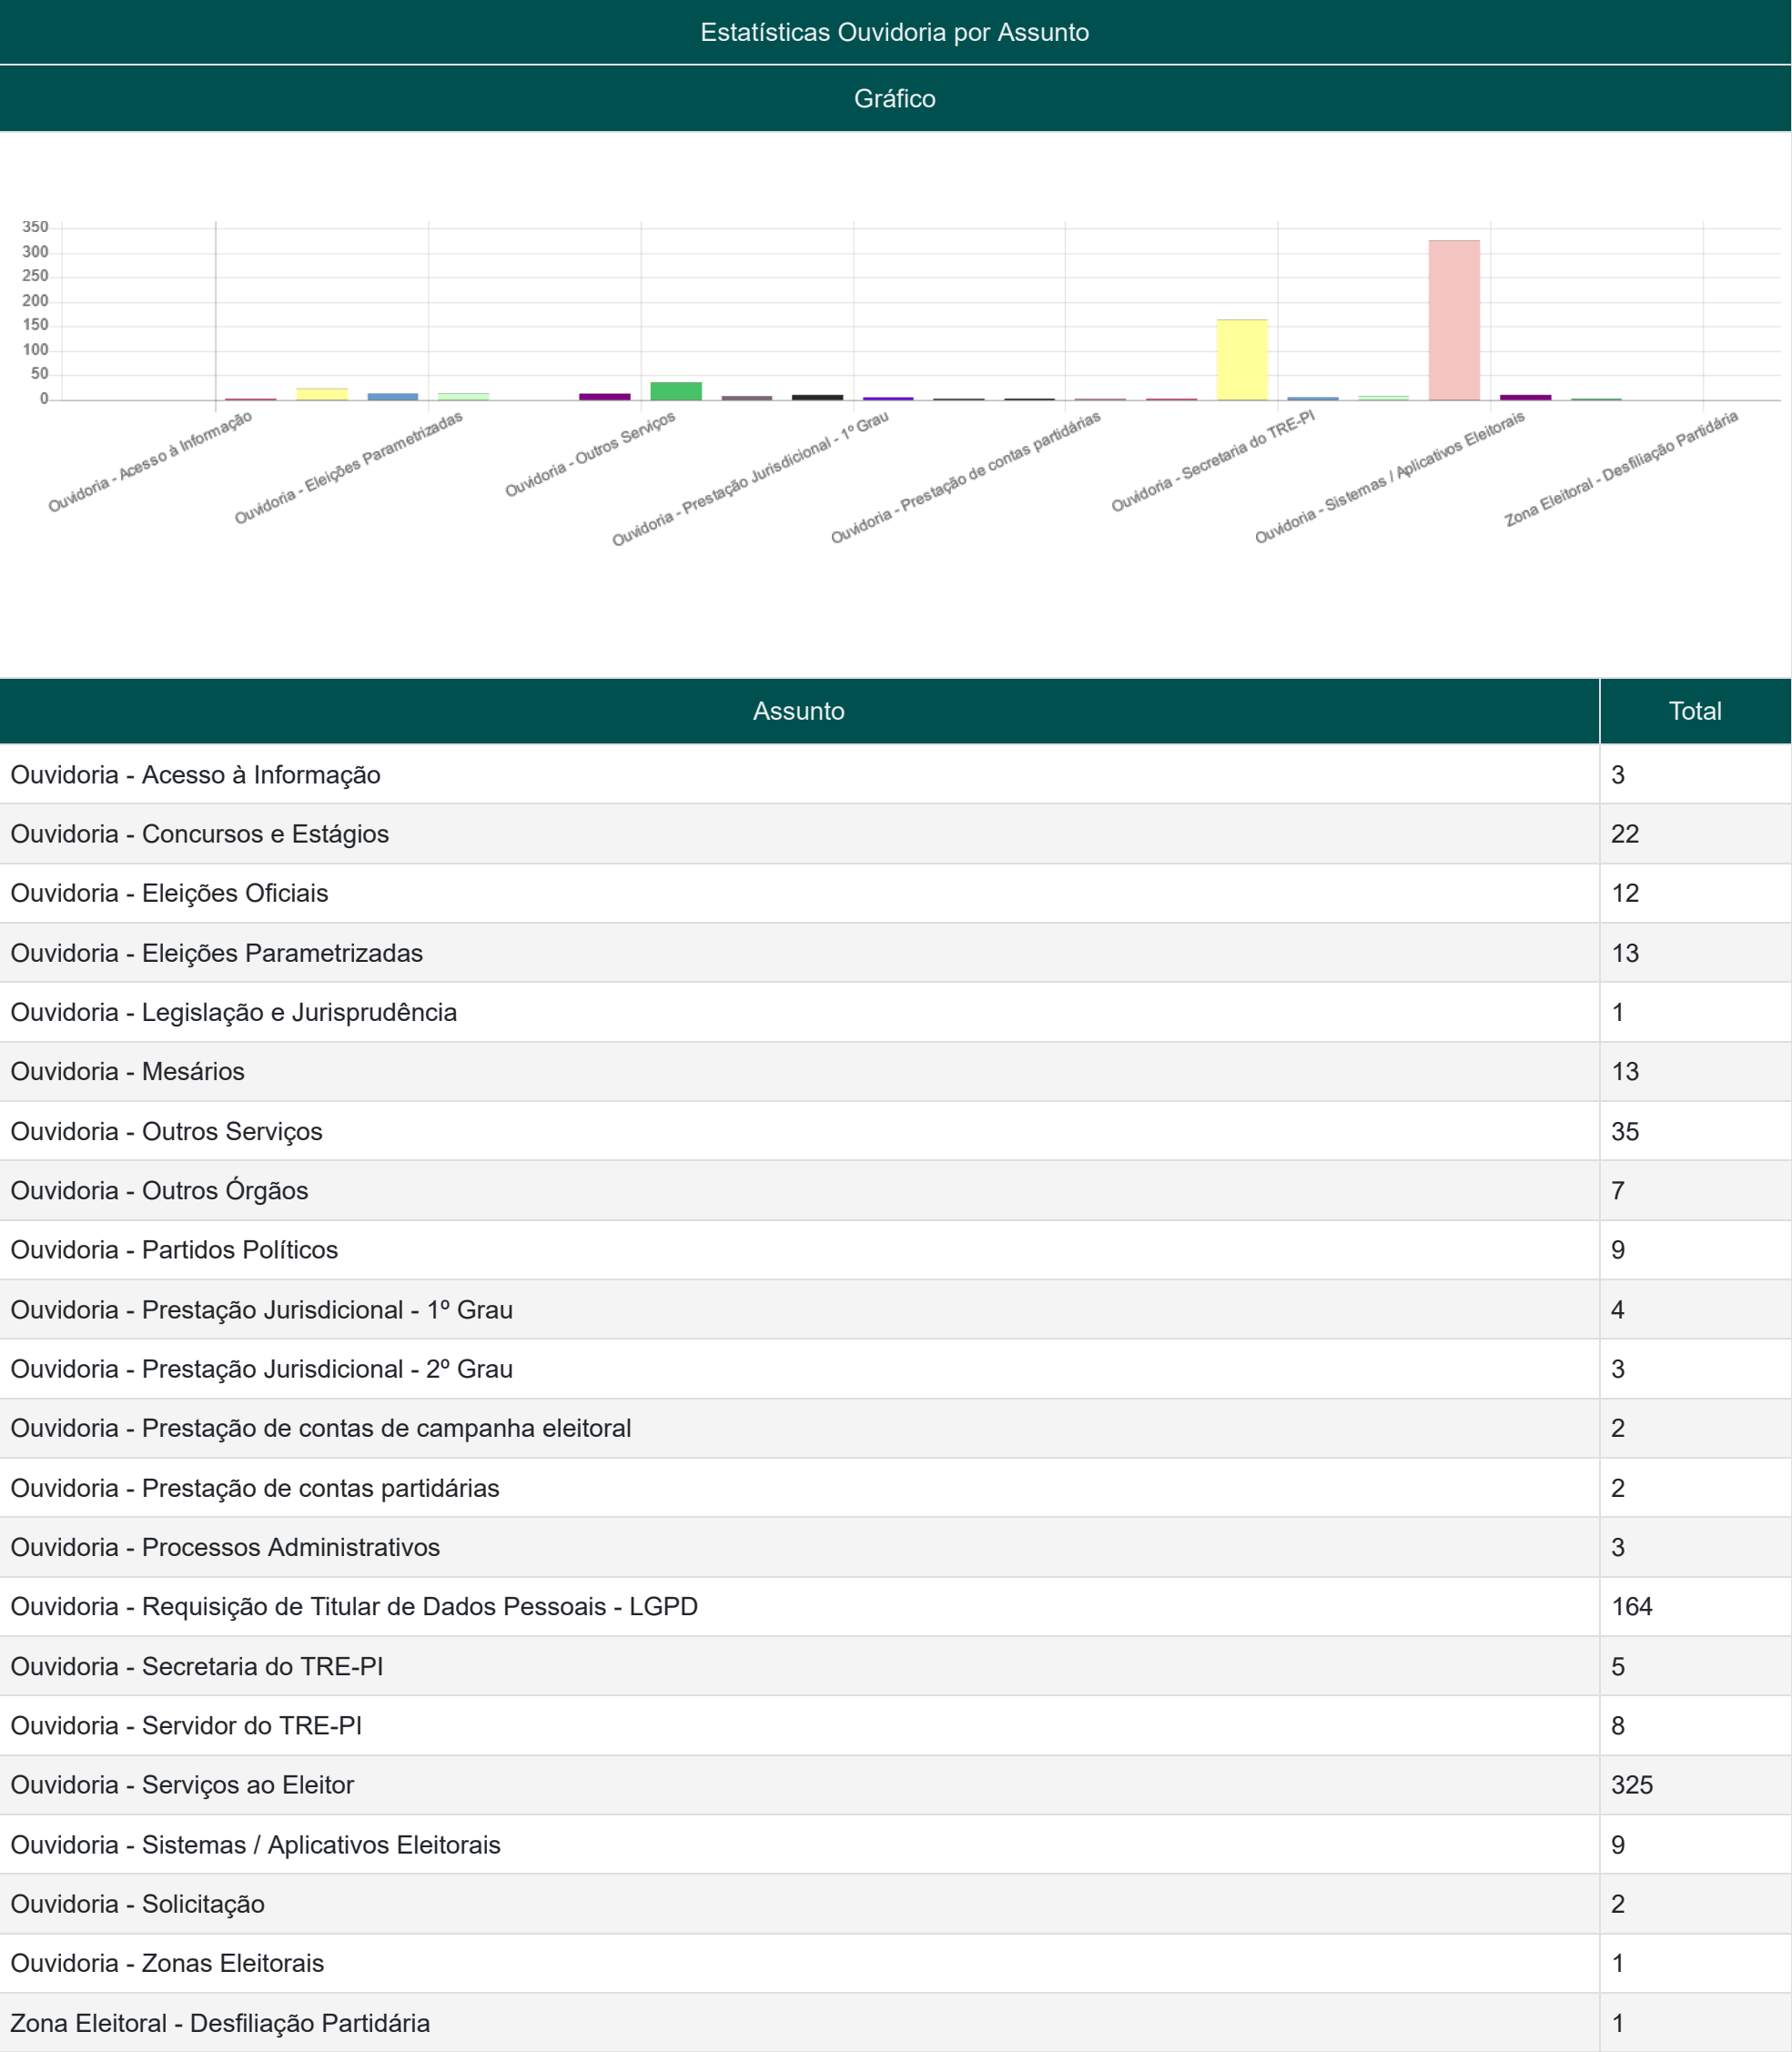 Estatísticas Ouvidoria por Assunto
Gráfico
350
300
250
200
150
100
50
0
Ouvidoria - Acesso à Informação
Ouvidoria - Eleições Parametrizadas
Ouvidoria - Outros Serviços
Ouvidoria - Prestação Jurisdicional - 1º Grau
Ouvidoria - Prestação de contas partidárias
Ouvidoria - Secretaria do TRE-PI
Ouvidoria - Sistemas / Aplicativos Eleitorais
Zona Eleitoral - Desfiliação Partidária
Assunto Total
Ouvidoria - Acesso à Informação 3
Ouvidoria - Concursos e Estágios 22
Ouvidoria - Eleições Oficiais 12
Ouvidoria - Eleições Parametrizadas 13
Ouvidoria - Legislação e Jurisprudência 1
Ouvidoria - Mesários 13
Ouvidoria - Outros Serviços 35
Ouvidoria - Outros Órgãos 7
Ouvidoria - Partidos Políticos 9
Ouvidoria - Prestação Jurisdicional - 1º Grau 4
Ouvidoria - Prestação Jurisdicional - 2º Grau 3
Ouvidoria - Prestação de contas de campanha eleitoral 2
Ouvidoria - Prestação de contas partidárias 2
Ouvidoria - Processos Administrativos 3
Ouvidoria - Requisição de Titular de Dados Pessoais - LGPD 164
Ouvidoria - Secretaria do TRE-PI 5
Ouvidoria - Servidor do TRE-PI 8
Ouvidoria - Serviços ao Eleitor 325
Ouvidoria - Sistemas / Aplicativos Eleitorais 9
Ouvidoria - Solicitação 2
Ouvidoria - Zonas Eleitorais 1
Zona Eleitoral - Desfiliação Partidária 1